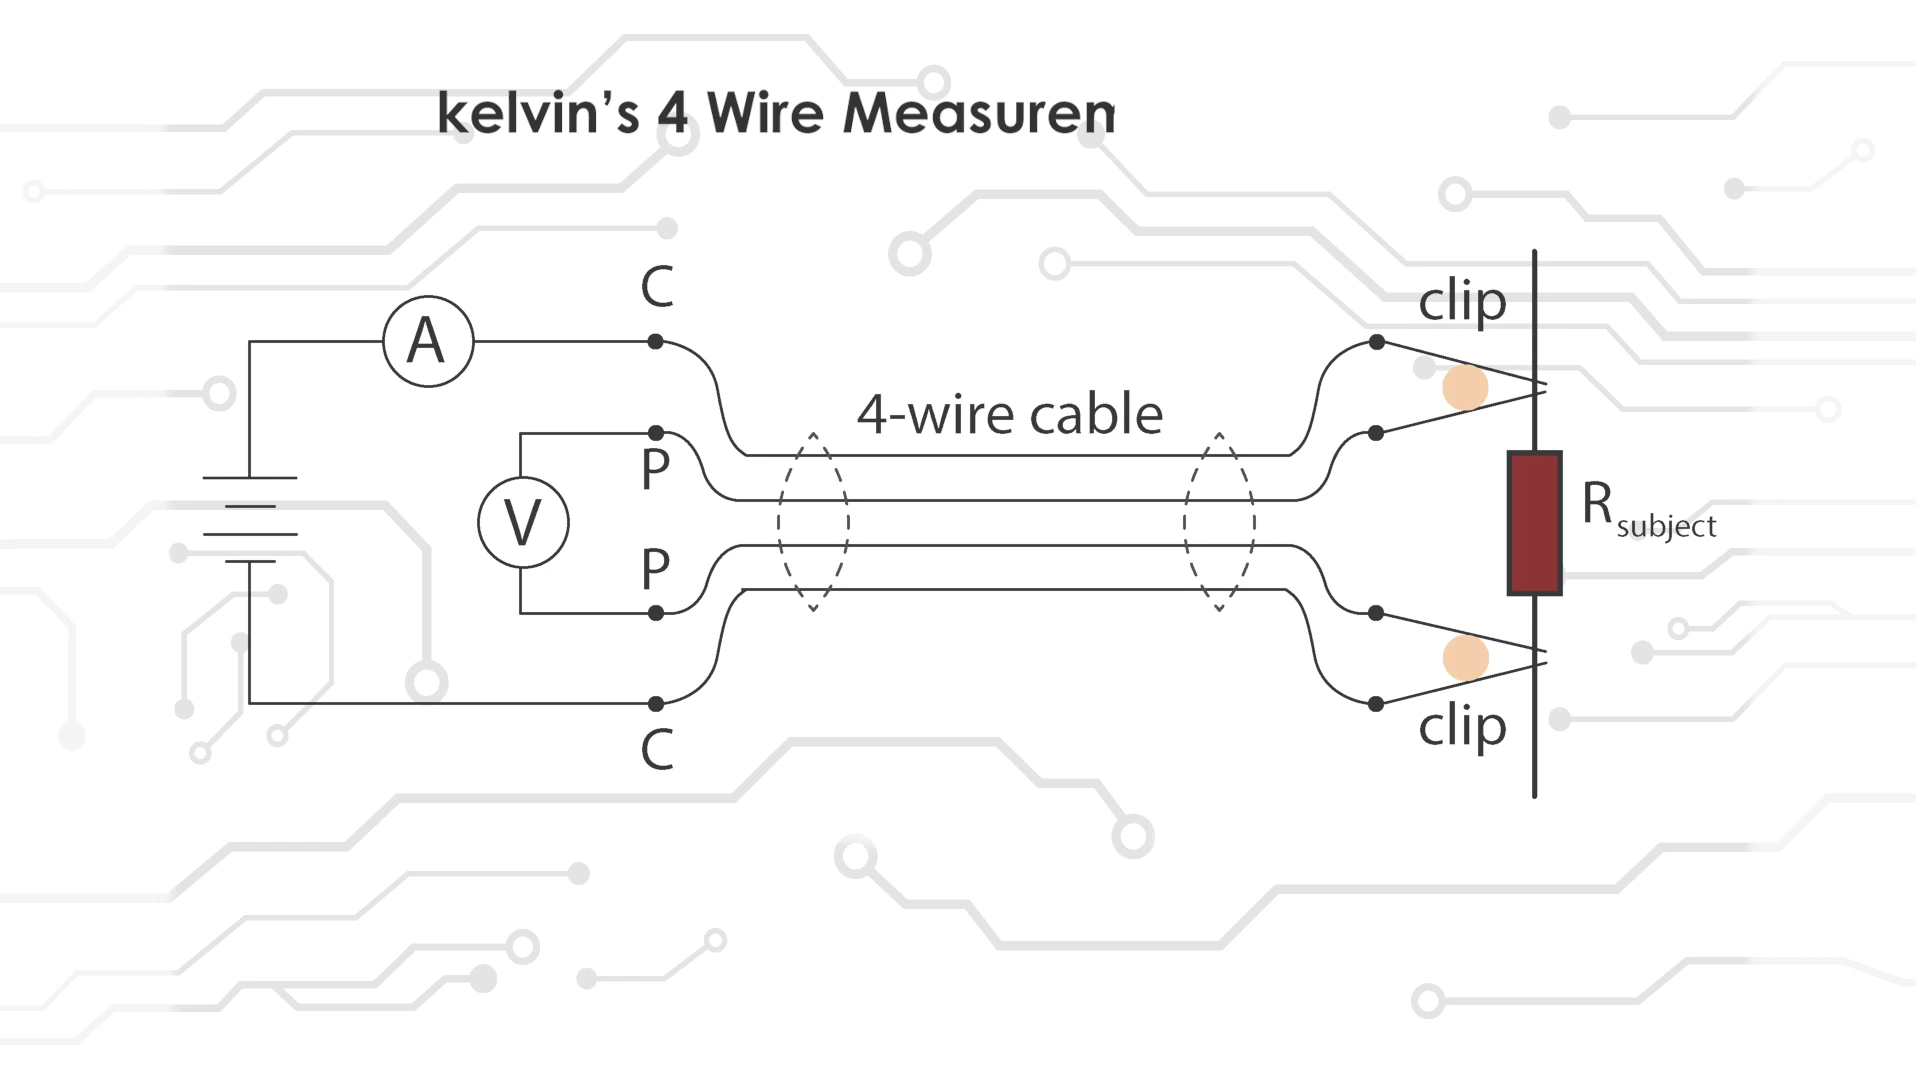 kelvin’s 4 Wire Measuren
C
clip
A
4-wire cable
P
V
R subject
P
clip
C